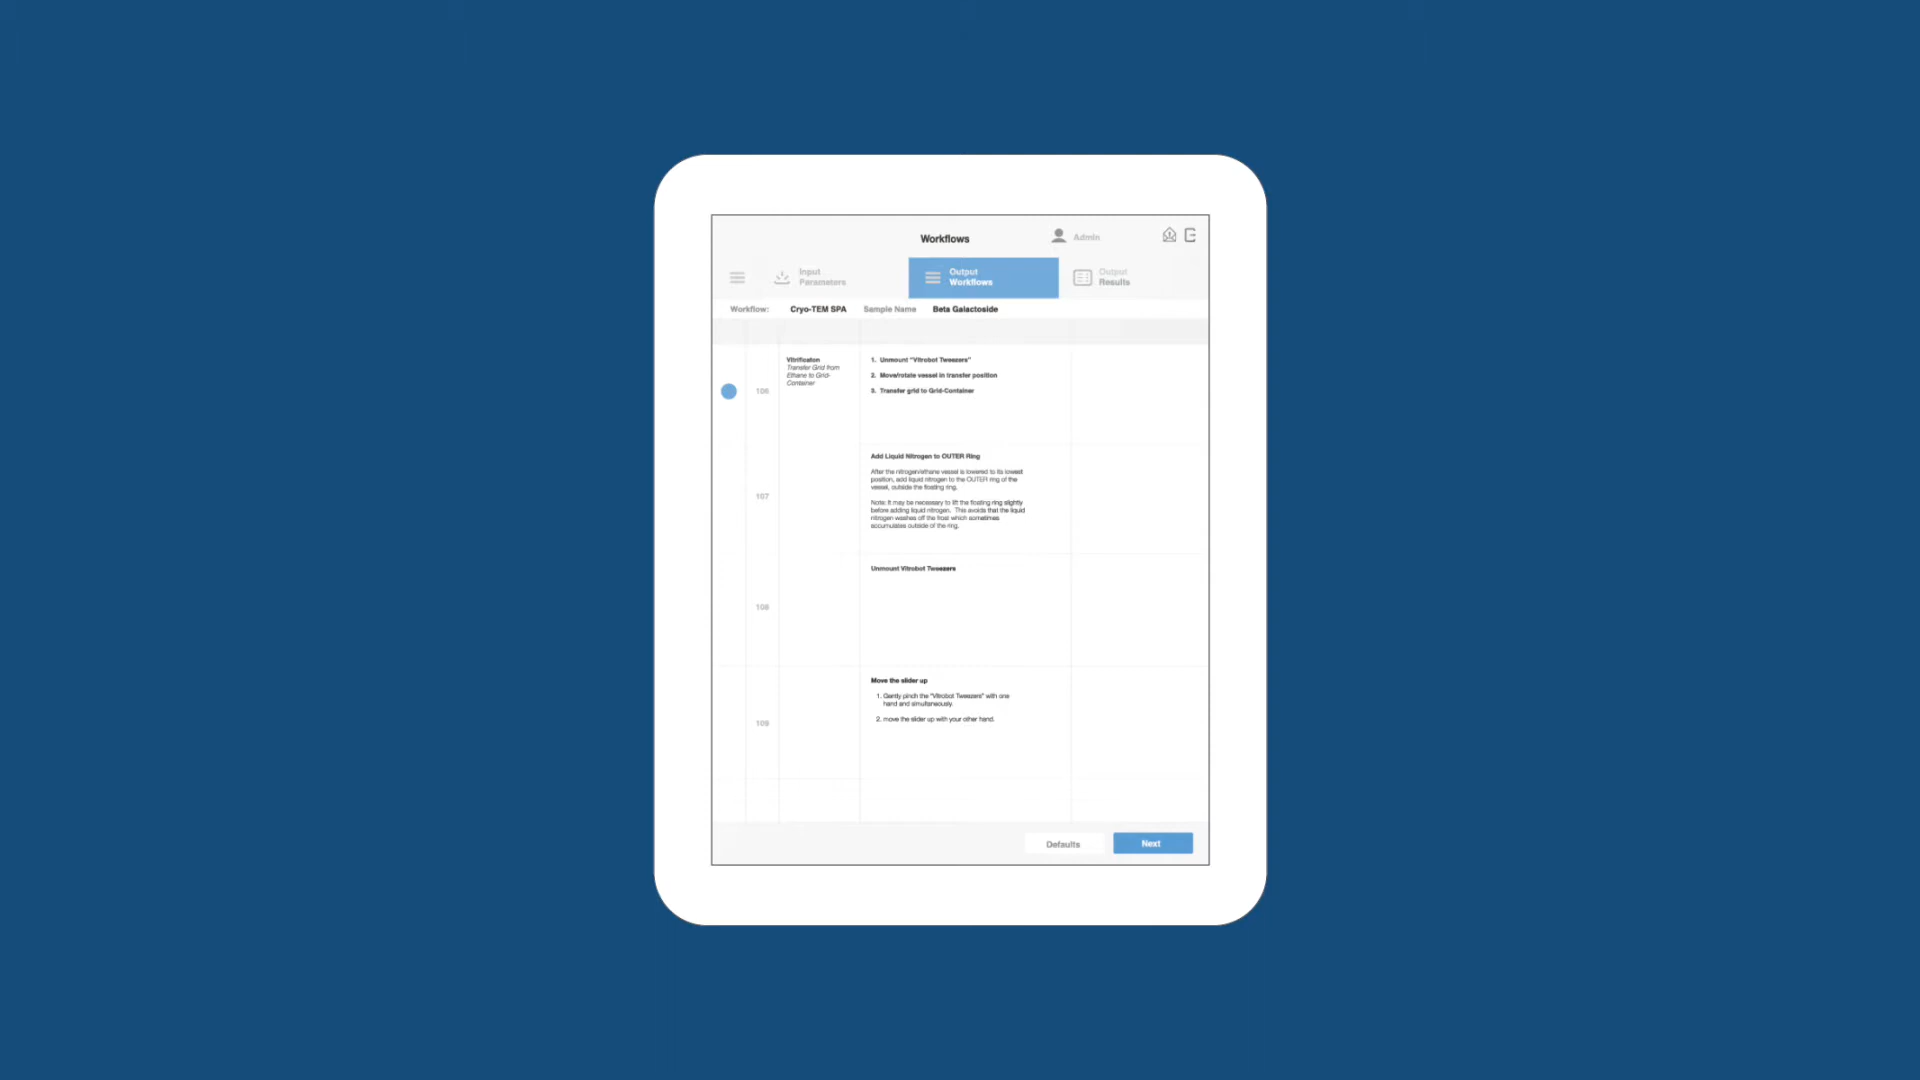 Workflows
Admin
Input
Parameters
Output
Workflows
Output
Results
Workflow: Cryo-TEM SPA Sample Name Beta Galactoside
Vitrificaton
Transfer Grid from
Ethane to Grid-
Container
106
1. Unmount "Vitrobot Tweezers"
2. Move/rotate vessel in transfer position
3. Transfer grid to Grid-Container
107
Add Liquid Nitrogen to OUTER Ring
After the nitrogen/ethane vessel is lowered to its lowest
position, add liquid nitrogen to the OUTER ring of the
vessel, outside the floating ring.
Note: It may be necessary to lift the floating ring slightly
before adding liquid nitrogen. This avoids that the liquid
nitrogen washes off the frost which sometimes
accumulates outside of the ring.
108
Unmount Vitrobot Tweezers
109
Move the slider up
1. Gently pinch the "Vitrobot Tweezers" with one
hand and simultaneously.
2. move the slider up with your other hand.
Defaults
Next